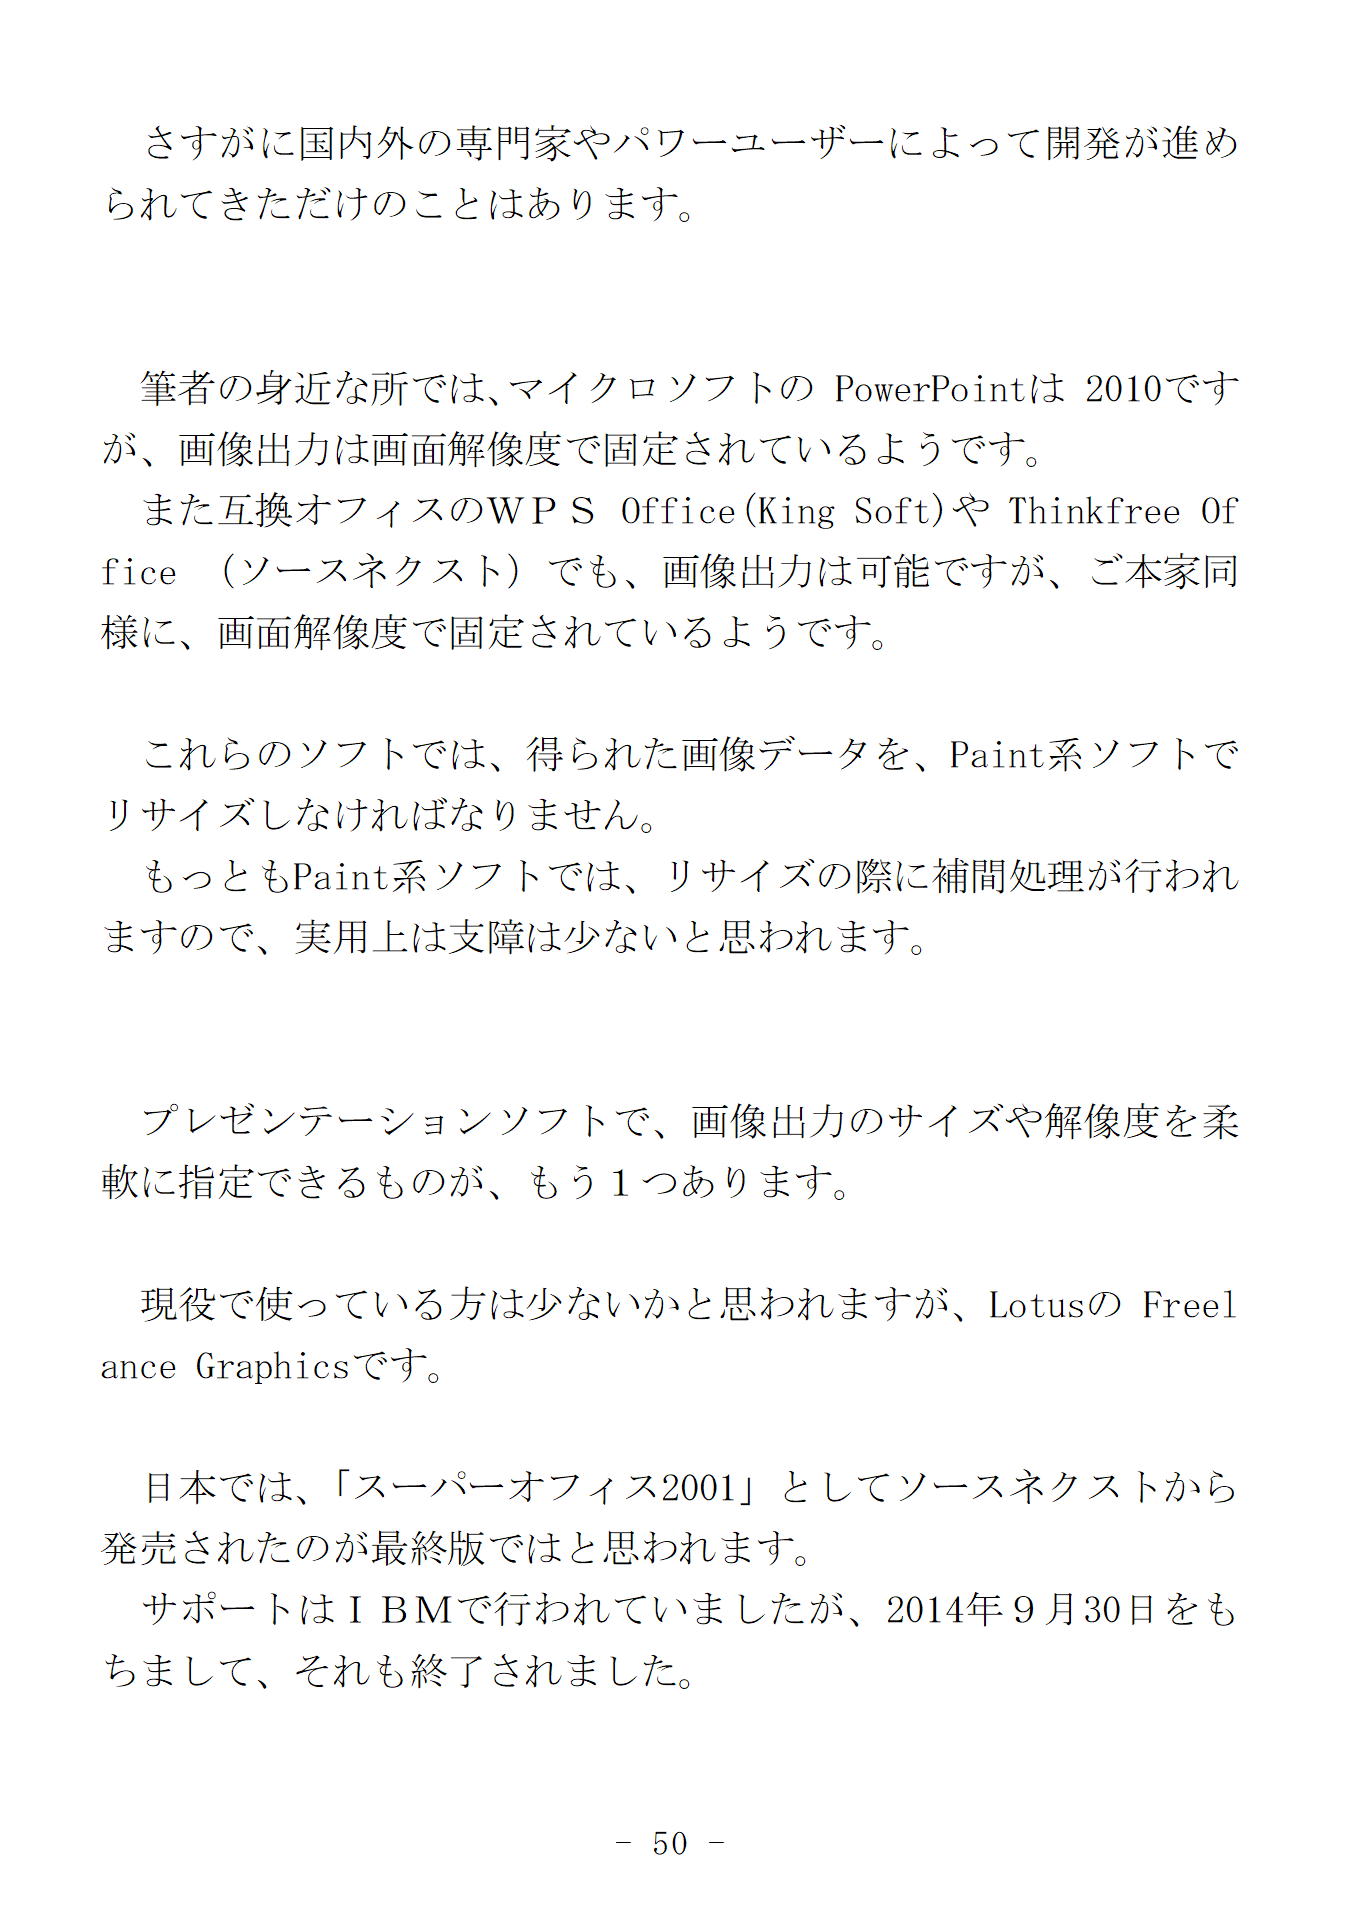 さすがに国内外の専門家やパワーユーザーによって開発が進め
られてきただけのことはあります。
　筆者の身近な所では、マイクロソフトの PowerPointは 2010です
が、画像出力は画面解像度で固定されているようです。
　また互換オフィスのＷＰＳ Office(King Soft)や Thinkfree Of
fice （ソースネクスト）でも、画像出力は可能ですが、ご本家同
様に、画面解像度で固定されているようです。
　これらのソフトでは、得られた画像データを、Paint系ソフトで
リサイズしなければなりません。
　もっともPaint系ソフトでは、リサイズの際に補間処理が行われ
ますので、実用上は支障は少ないと思われます。
　プレゼンテーションソフトで、画像出力のサイズや解像度を柔
軟に指定できるものが、もう１つあります。
　現役で使っている方は少ないかと思われますが、Lotusの Freel
ance Graphicsです。
　日本では、「スーパーオフィス2001」としてソースネクストから
発売されたのが最終版ではと思われます。
　サポートはＩＢＭで行われていましたが、2014年９月30日をも
ちまして、それも終了されました。
- 50 -